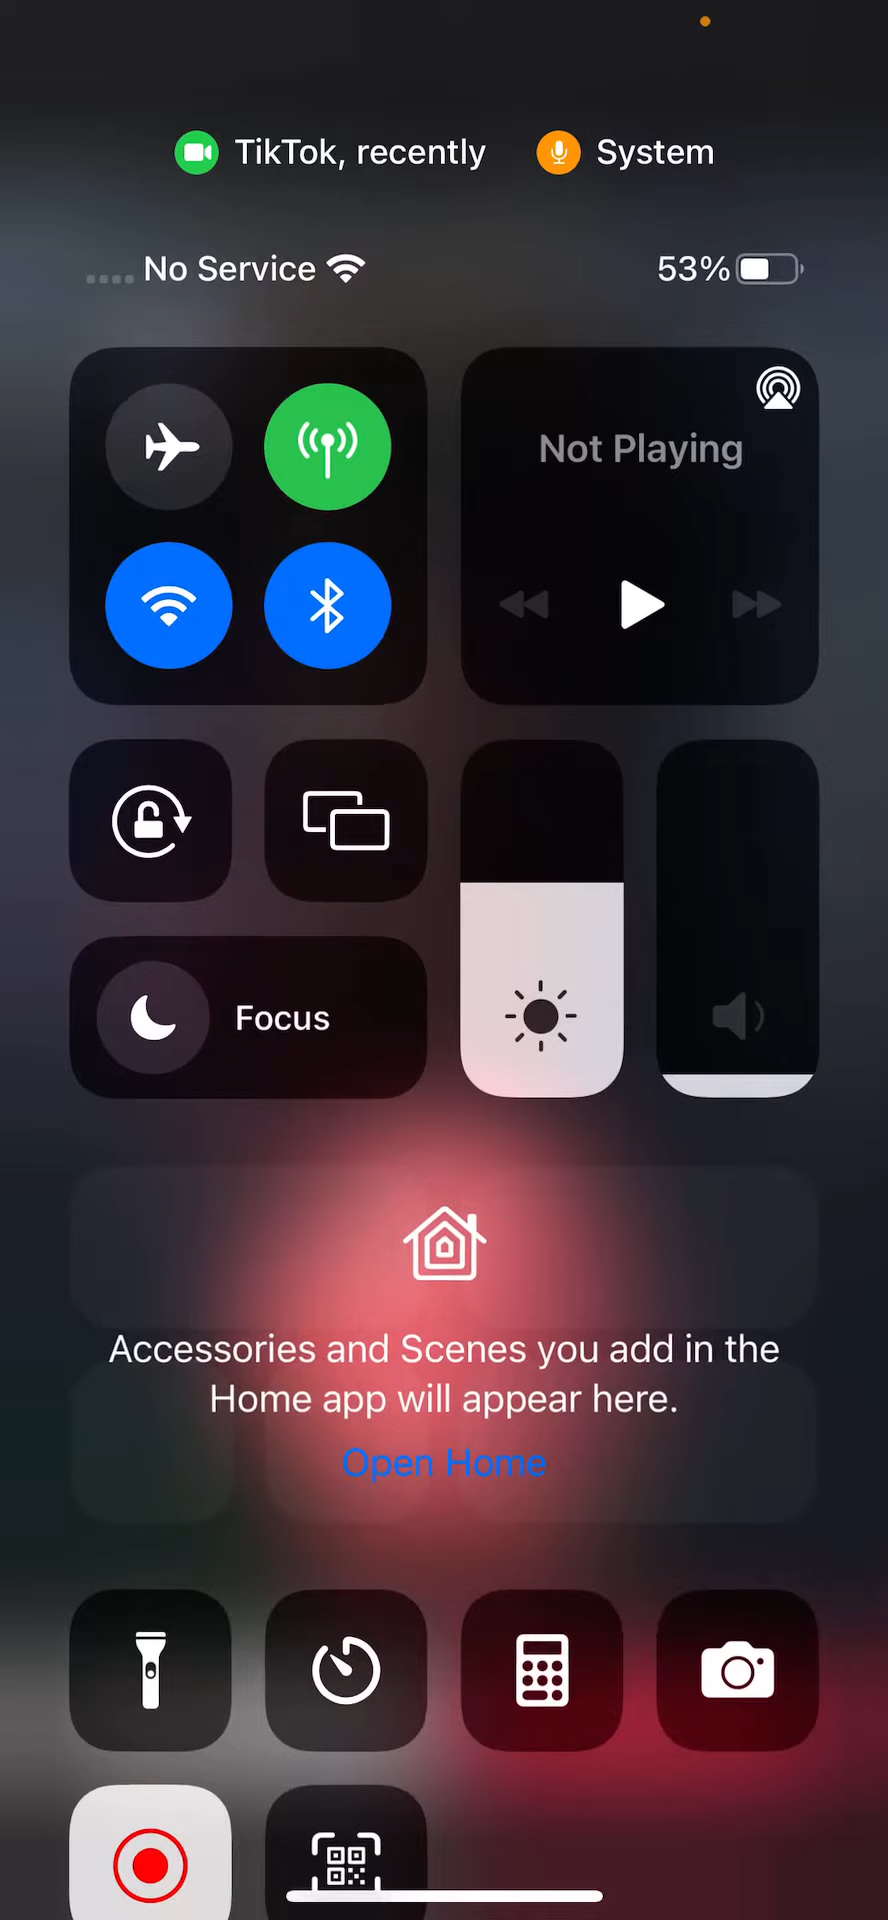 TikTok, recently
System
No Service
53%
Not Playing
Focus
Accessories and Scenes you add in the
Home app will appear here.
Open Home